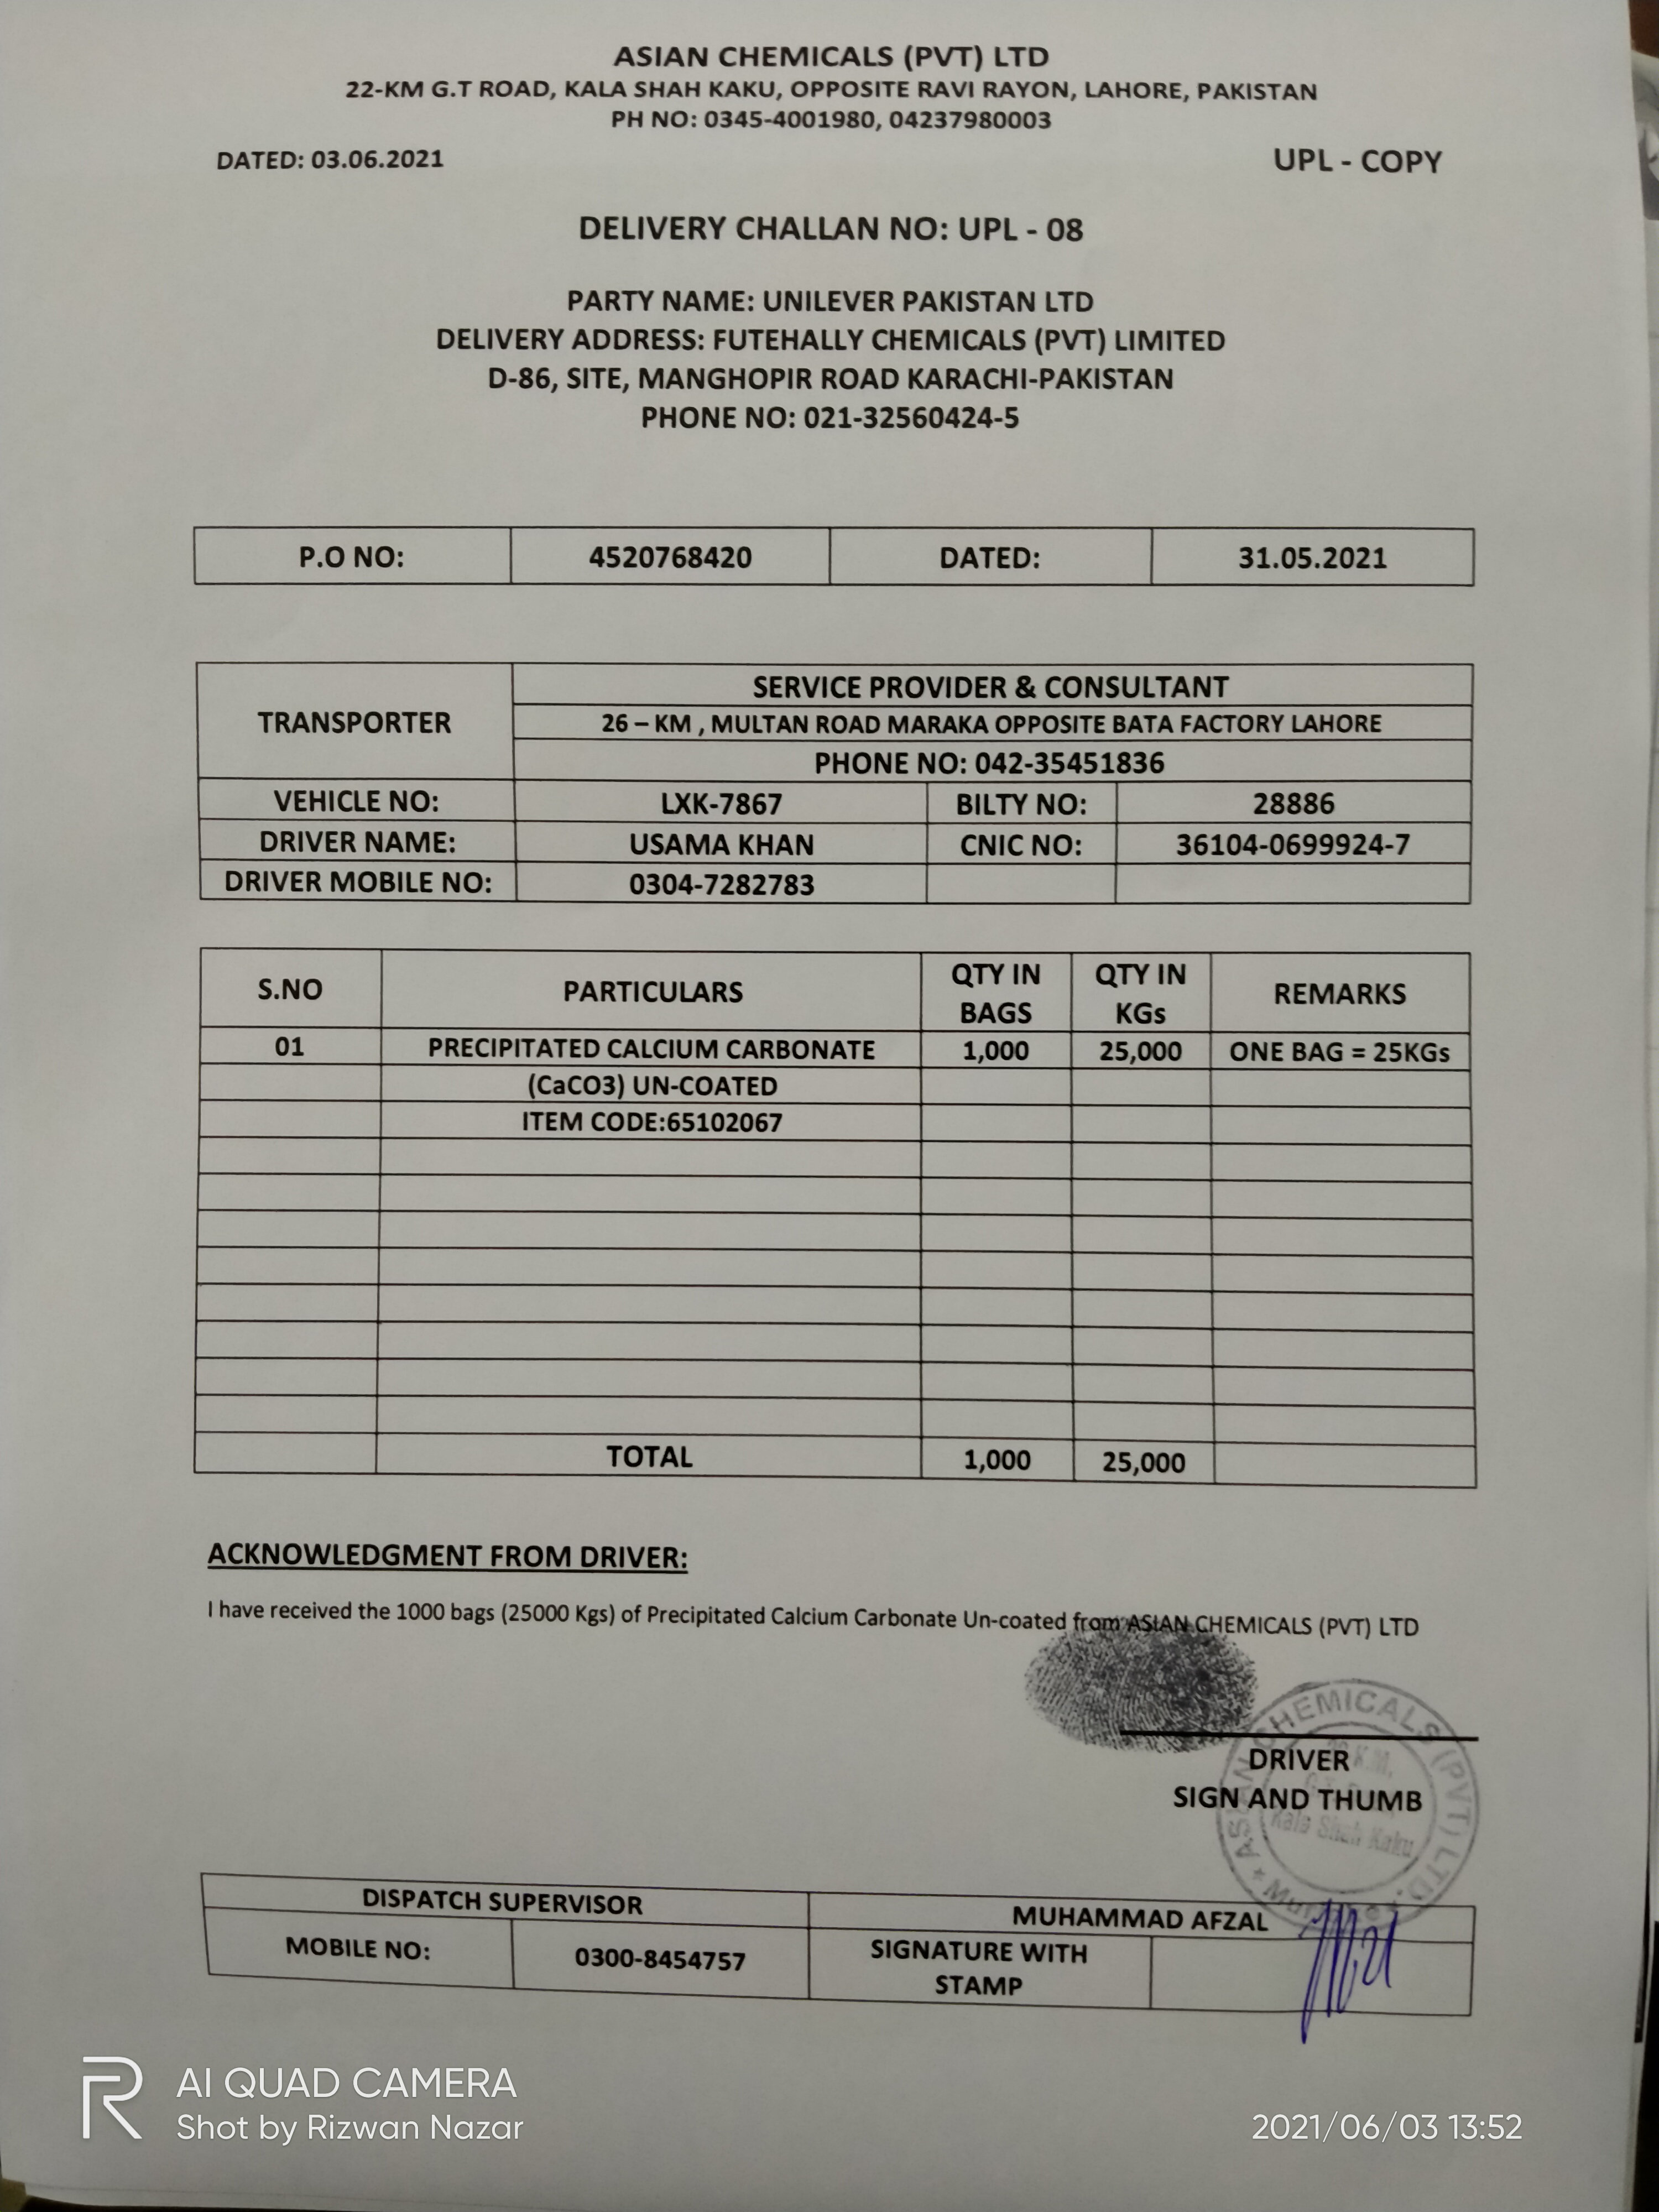 ASIAN CHEMICALS (PVT) LTD
22-KM G.T ROAD, KALA SHAH KAKU, OPPOSITE RAVI RAYON, LAHORE, PAKISTAN
PH NO: 0345-4001980, 04237980003
DATED: 03.06.2021 UPL - COPY
DELIVERY CHALLAN NO: UPL - 08
PARTY NAME: UNILEVER PAKISTAN LTD
DELIVERY ADDRESS: FUTEHALLY CHEMICALS (PVT) LIMITED
D-86, SITE, MANGHOPIR ROAD KARACHI-PAKISTAN
PHONE NO: 021-32560424-5
P.O NO: 4520768420 DATED: 31.05.2021
TRANSPORTER
SERVICE PROVIDER & CONSULTANT
26 – KM , MULTAN ROAD MARAKA OPPOSITE BATA FACTORY LAHORE
PHONE NO: 042-35451836
VEHICLE NO: LXK-7867 BILTY NO: 28886
DRIVER NAME: USAMA KHAN CNIC NO: 36104-0699924-7
DRIVER MOBILE NO: 0304-7282783
S.NO PARTICULARS QTY IN BAGS QTY IN KGs REMARKS
01 PRECIPITATED CALCIUM CARBONATE 1,000 25,000 ONE BAG = 25KGs
(CaCO3) UN-COATED
ITEM CODE:65102067
TOTAL 1,000 25,000
ACKNOWLEDGMENT FROM DRIVER:
I have received the 1000 bags (25000 Kgs) of Precipitated Calcium Carbonate Un-coated from ASIAN CHEMICALS (PVT) LTD
DRIVER
SIGN AND THUMB
ASIAN CHEMICALS (PVT) LTD.
Kala Shah Kaku
DISPATCH SUPERVISOR MUHAMMAD AFZAL
MOBILE NO: 0300-8454757 SIGNATURE WITH STAMP
AI QUAD CAMERA
Shot by Rizwan Nazar
2021/06/03 13:52